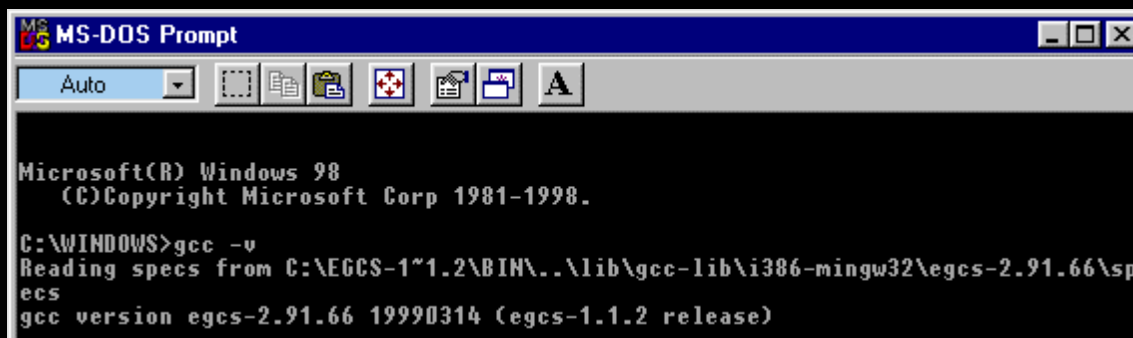 MS-DOS Prompt
Auto
A
Microsoft(R) Windows 98
(C)Copyright Microsoft Corp 1981-1998.
C:\WINDOWS>gcc -v
Reading specs from C:\EGCS-1~1.2\BIN\..\lib\gcc-lib\i386-mingw32\egcs-2.91.66\sp
ecs
gcc version egcs-2.91.66 19990314 (egcs-1.1.2 release)